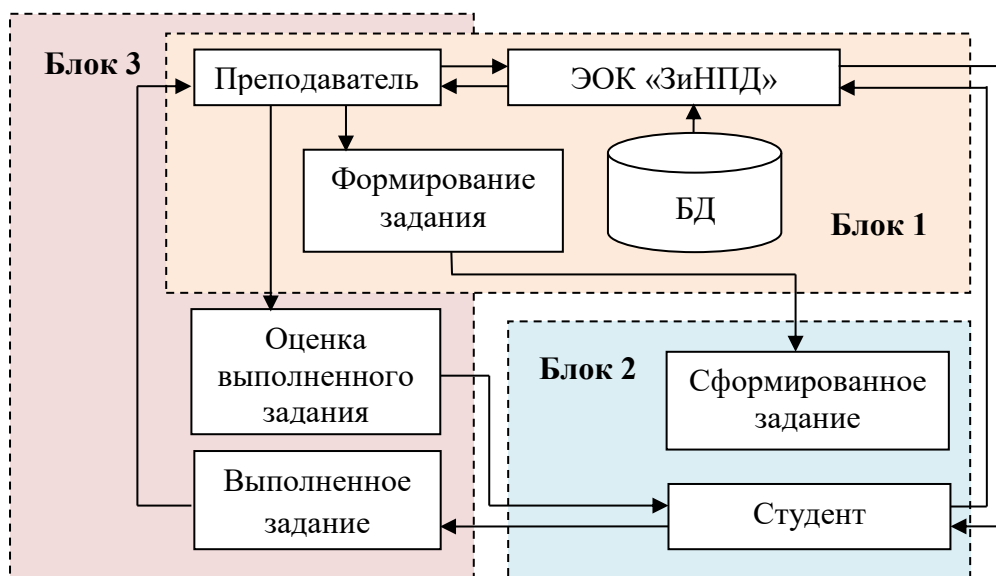 Блок 3
Преподаватель
ЭОК «ЗиНПД»
Формирование
задания
БД
Блок 1
Оценка
выполненного
задания
Блок 2
Сформированное
задание
Выполненное
задание
Студент